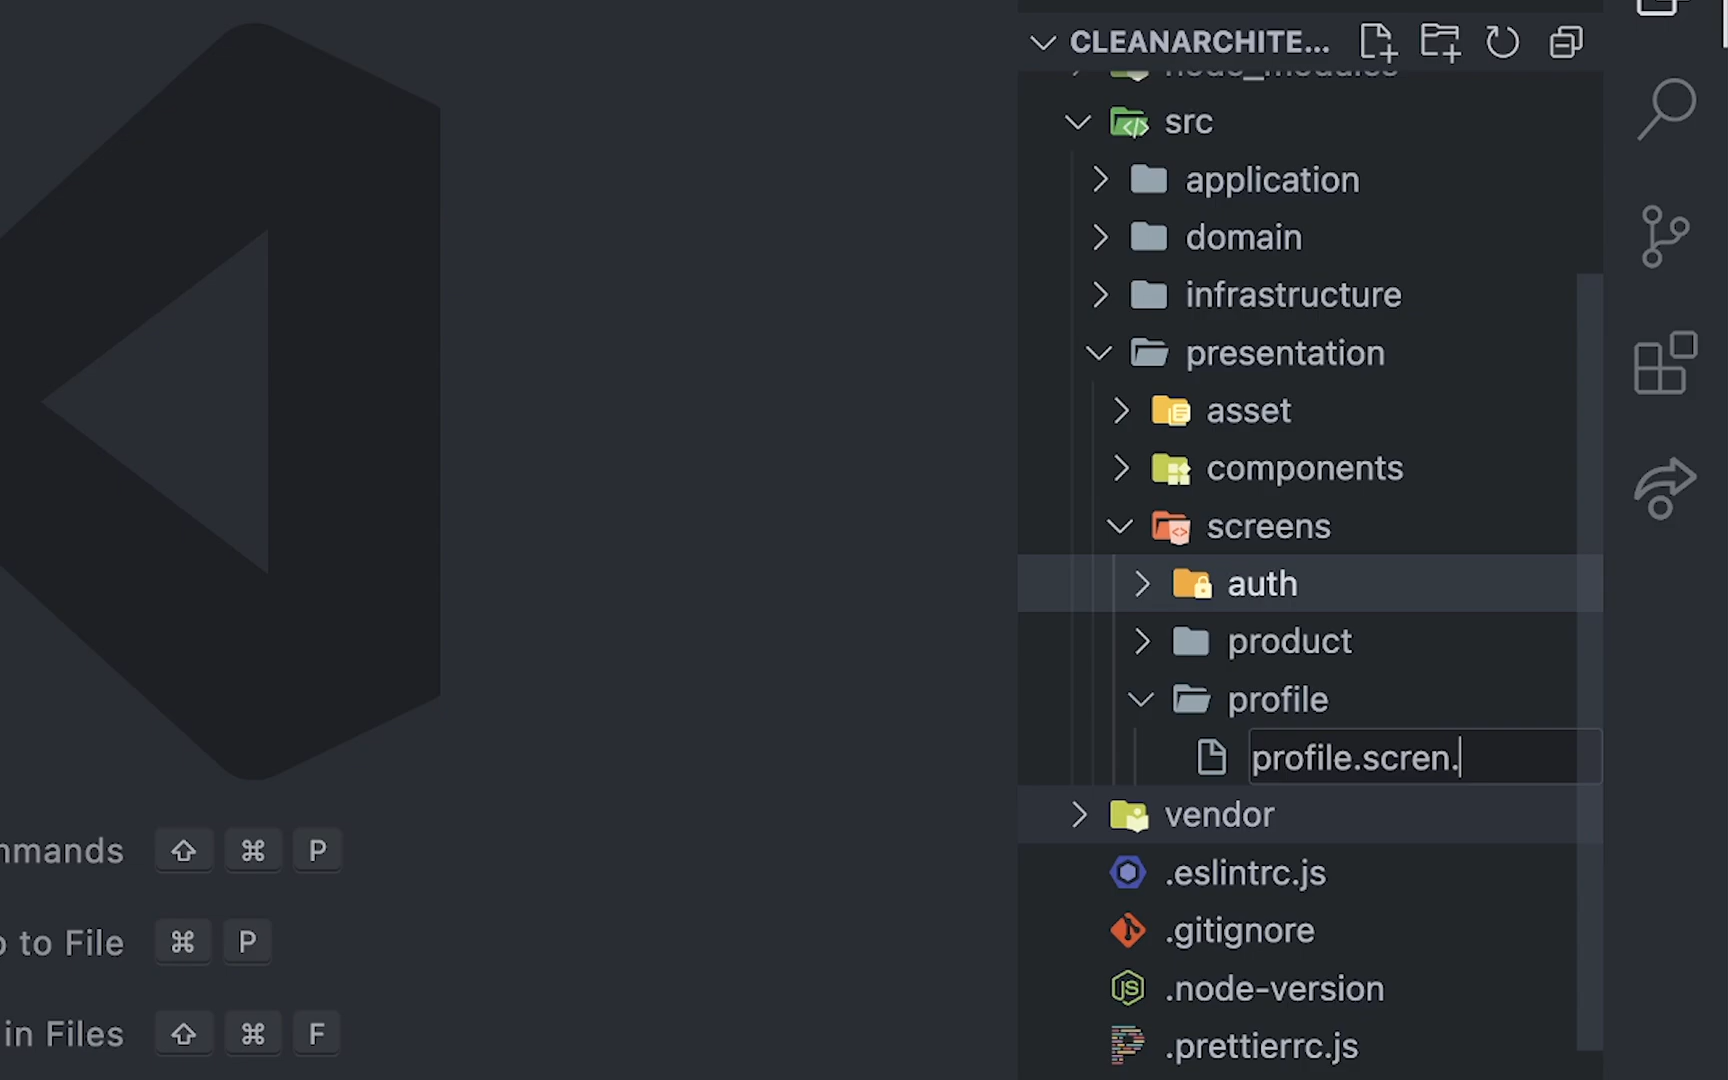 CLEANARCHITE...
node_modules
src
application
domain
infrastructure
presentation
asset
components
screens
auth
product
profile
profile.scren.
vendor
mmands ⇧ ⌘ P
.eslintrc.js
.gitignore
o to File ⌘ P
.node-version
in Files ⇧ ⌘ F
.prettierrc.js